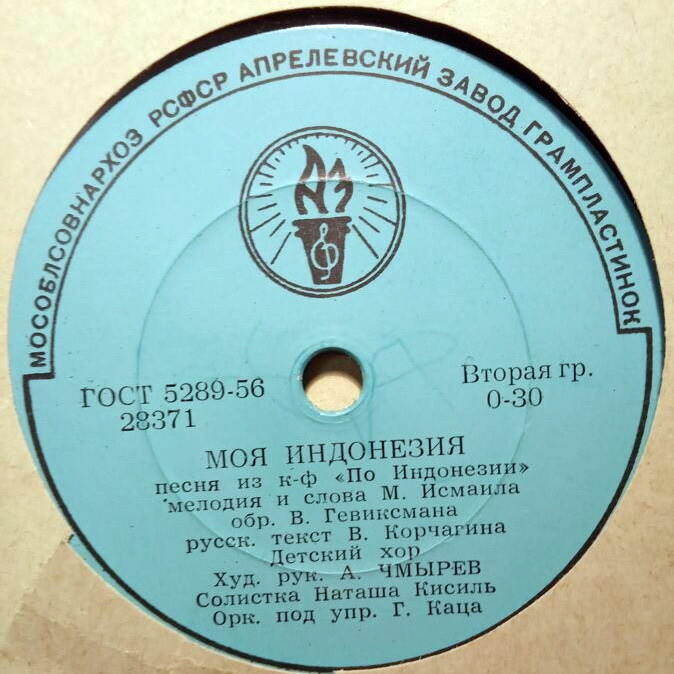 МОСОБЛСОВНАРХОЗ РСФСР АПРЕЛЕВСКИЙ ЗАВОД ГРАМПЛАСТИНОК
ГОСТ 5289-56
28371
Вторая гр.
0-30
МОЯ ИНДОНЕЗИЯ
песня из к-ф «По Индонезии»
мелодия и слова М. Исмаила
обр. В. Гевиксмана
русск. текст В. Корчагина
Детский хор
Худ. рук. А. ЧМЫРЕВ
Солистка Наташа Кисиль
Орк. под упр. Г. Каца